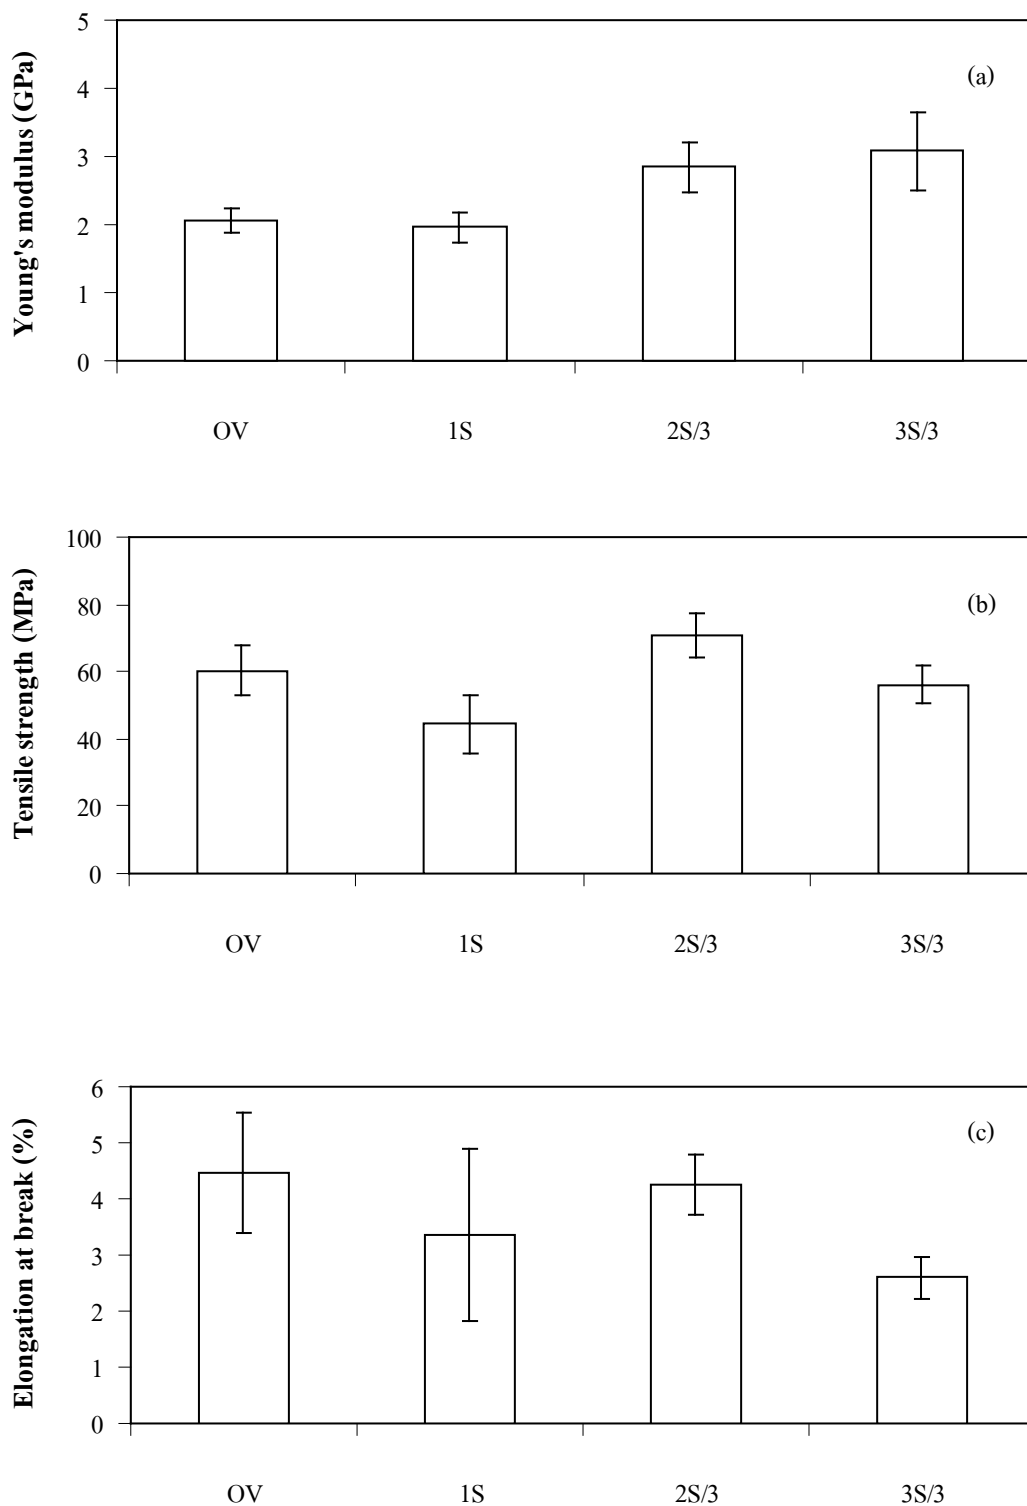 Young's modulus (GPa)
5
4
3
2
1
0
(a)
OV 1S 2S/3 3S/3
Tensile strength (MPa)
100
80
60
40
20
0
(b)
OV 1S 2S/3 3S/3
Elongation at break (%)
6
5
4
3
2
1
0
(c)
OV 1S 2S/3 3S/3